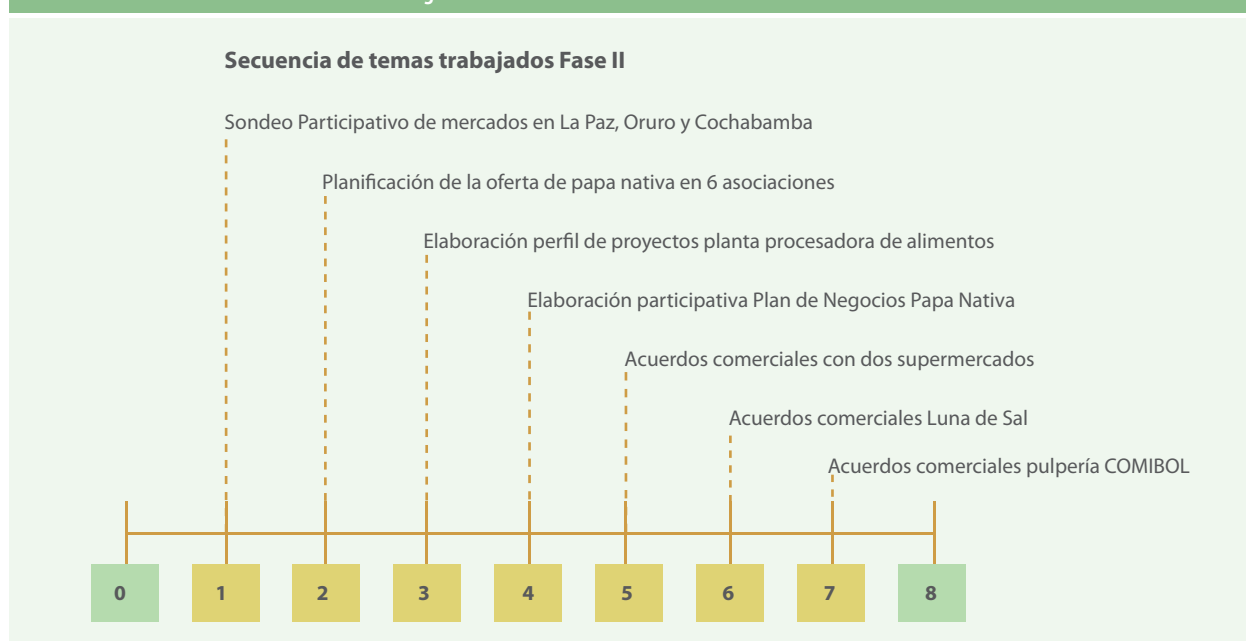 Secuencia de temas trabajados Fase II
Sondeo Participativo de mercados en La Paz, Oruro y Cochabamba
Planificación de la oferta de papa nativa en 6 asociaciones
Elaboración perfil de proyectos planta procesadora de alimentos
Elaboración participativa Plan de Negocios Papa Nativa
Acuerdos comerciales con dos supermercados
Acuerdos comerciales Luna de Sal
Acuerdos comerciales pulpería COMIBOL
0 1 2 3 4 5 6 7 8